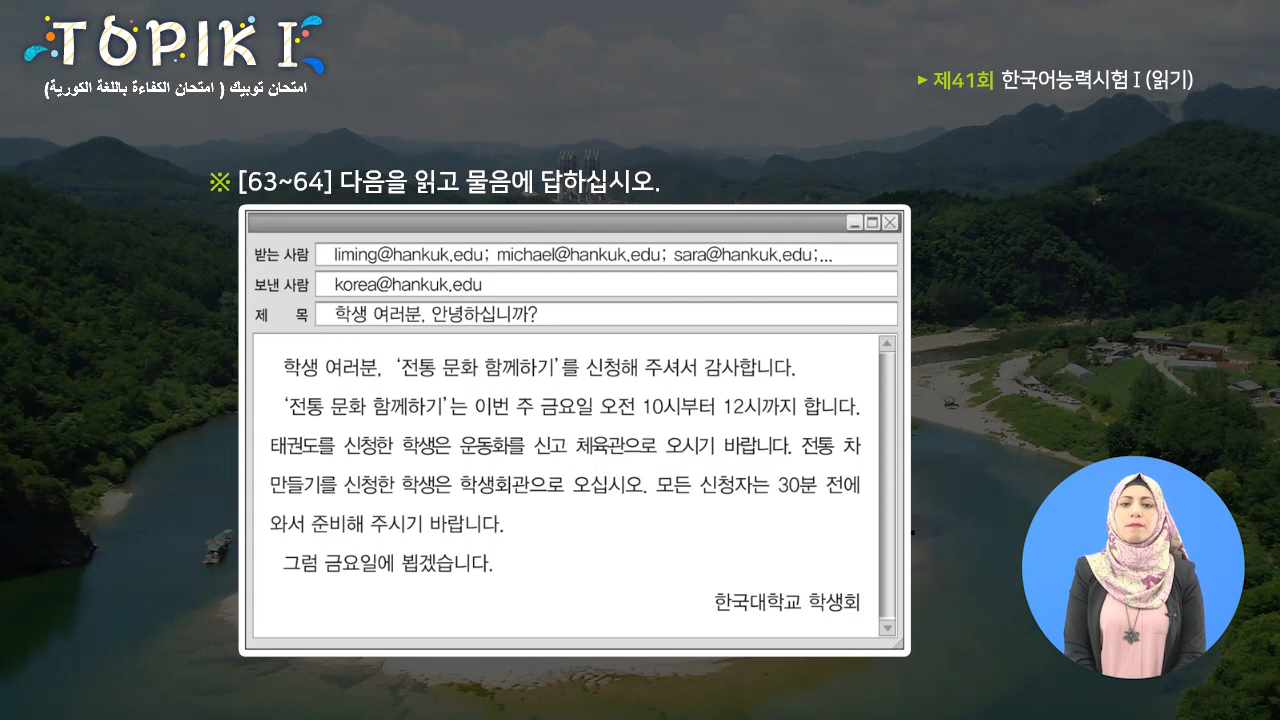 TOPIK I
امتحان توبيك ( امتحان الكفاءة باللغة الكورية)
▶ 제41회 한국어능력시험 I (읽기)
※ [63~64] 다음을 읽고 물음에 답하십시오.
받는 사람 liming@hankuk.edu; michael@hankuk.edu; sara@hankuk.edu;...
보낸 사람 korea@hankuk.edu
제 목 학생 여러분, 안녕하십니까?
학생 여러분, ‘전통 문화 함께하기’를 신청해 주셔서 감사합니다.
‘전통 문화 함께하기’는 이번 주 금요일 오전 10시부터 12시까지 합니다.
태권도를 신청한 학생은 운동화를 신고 체육관으로 오시기 바랍니다. 전통 차
만들기를 신청한 학생은 학생회관으로 오십시오. 모든 신청자는 30분 전에
와서 준비해 주시기 바랍니다.
그럼 금요일에 뵙겠습니다.
한국대학교 학생회